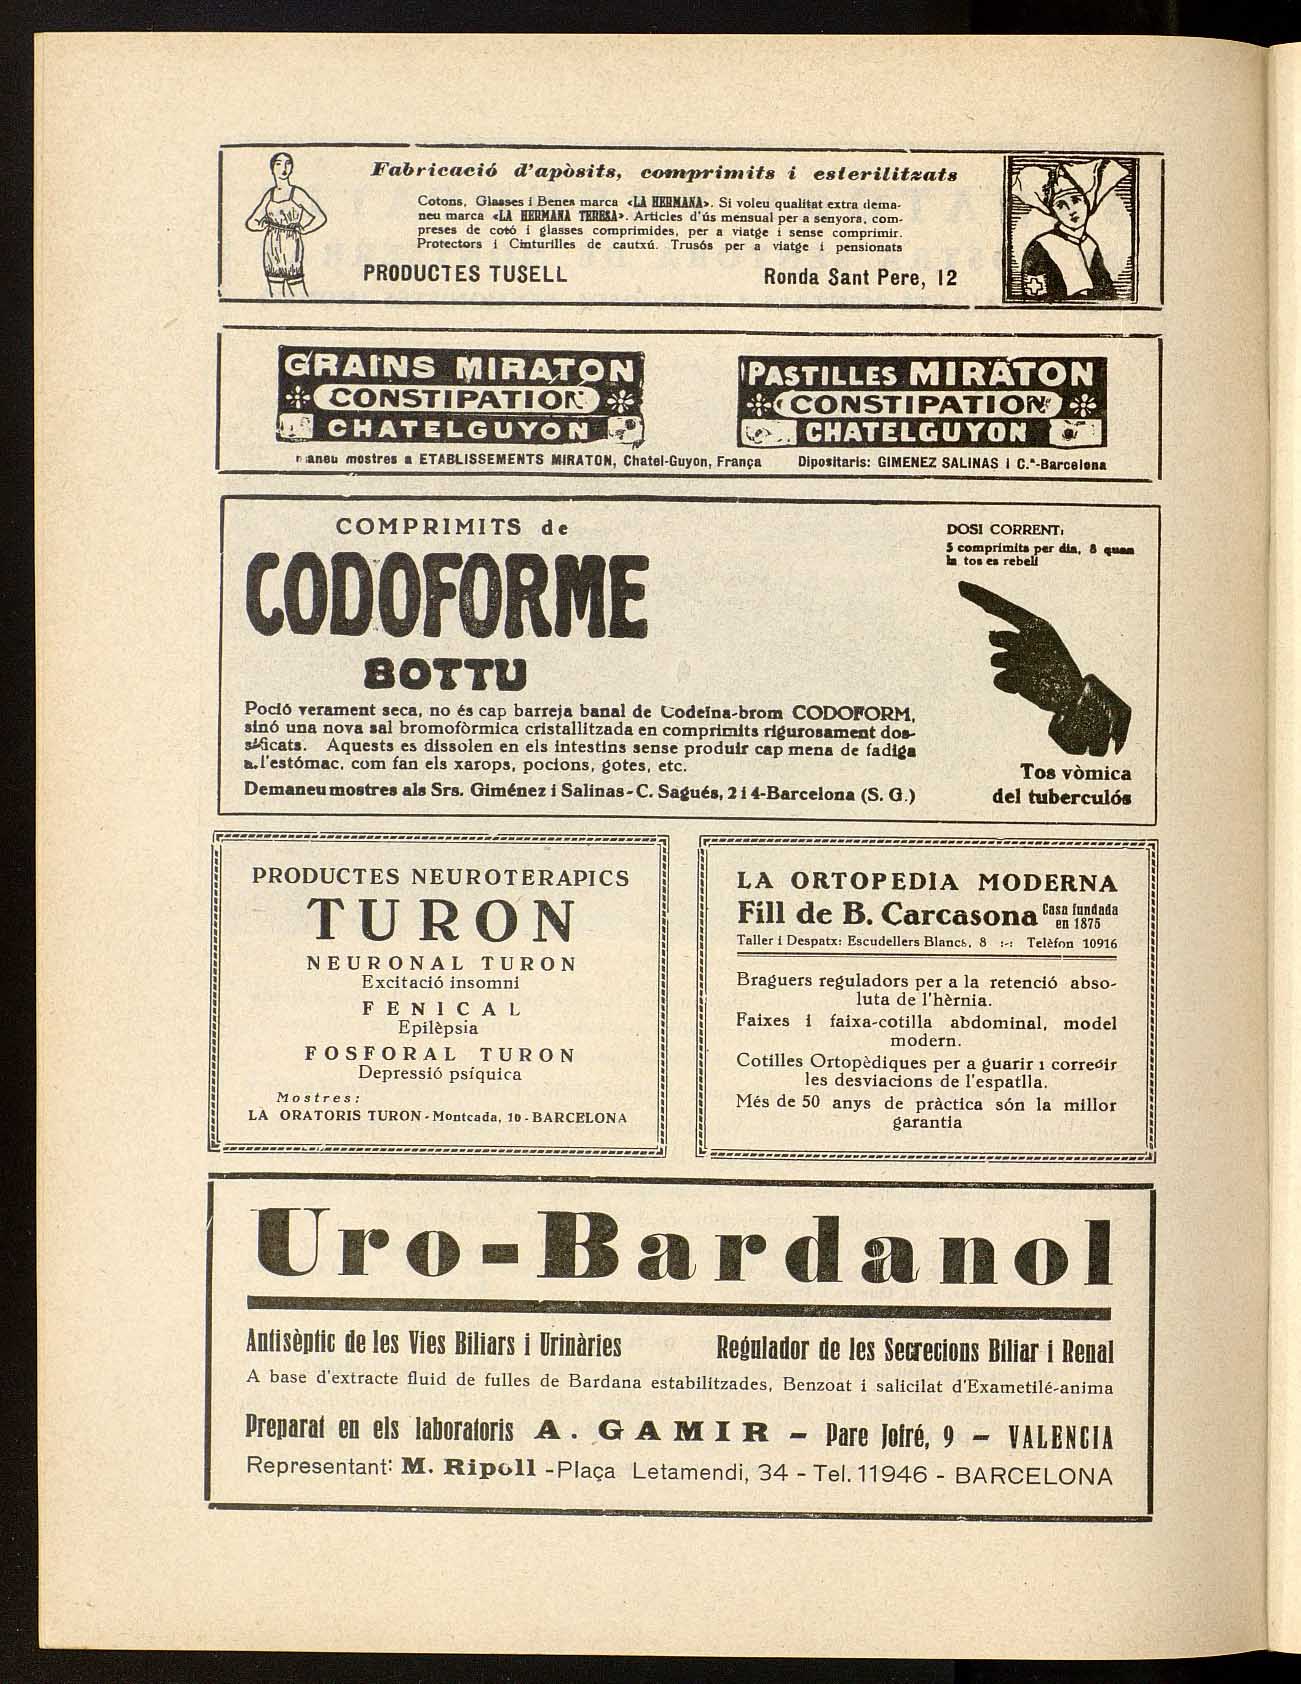 Fabricació d'apòsits, comprimits i esterilitzats
Cotons, Glasses i Benes marca «LA HERMANA». Si voleu qualitat extra dema-
neu marca «LA HERMANA TERESA». Articles d'ús mensual per a senyora, com-
preses de cotó i glasses comprimides, per a viatge i sense comprimir.
Protectors i Cinturilles de cautxú. Trusós per a viatge i pensionats
PRODUCTES TUSELL Ronda Sant Pere, 12
GRAINS MIRATON
CONSTIPATION
CHATELGUYON
PASTILLES MIRATON
CONSTIPATION
CHATELGUYON
maneu mostres a ETABLISSEMENTS MIRATON, Chatel-Guyon, França Dipositaris: GIMENEZ SALINAS i C.ª-Barcelona
COMPRIMITS de
CODOFORME
BOTTU
DOSI CORRENT:
5 comprimits per dia, 8 quan
la tos es rebell
Poció verament seca, no és cap barreja banal de Codeína-brom CODOFORM,
sinó una nova sal bromofòrmica cristallitzada en comprimits rigurosament dos-
sificats. Aquests es dissolen en els intestins sense produir cap mena de fadiga
a l'estómac, com fan els xarops, pocions, gotes, etc.
Demaneu mostres als Srs. Giménez i Salinas-C. Sagués, 2 i 4-Barcelona (S. G.)
Tos vòmica
del tuberculós
PRODUCTES NEUROTERAPICS
TURON
NEURONAL TURON
Excitació insomni
FENICAL
Epilèpsia
FOSFORAL TURON
Depressió psíquica
Mostres:
LA ORATORIS TURON - Montcada, 10 - BARCELONA
LA ORTOPEDIA MODERNA
Fill de B. Carcasona Casa fundada
en 1875
Taller i Despatx: Escudellers Blancs, 8 :-: Telèfon 10916
Braguers reguladors per a la retenció abso-
luta de l'hèrnia.
Faixes i faixa-cotilla abdominal, model
modern.
Cotilles Ortopèdiques per a guarir i corregir
les desviacions de l'espatlla.
Més de 50 anys de pràctica són la millor
garantia
Uro-Bardanol
Antisèptic de les Vies Biliars i Urinàries Regulador de les Secrecions Biliar i Renal
A base d'extracte fluid de fulles de Bardana estabilitzades, Benzoat i salicilat d'Exametilé-anima
Preparat en els laboratoris A. GAMIR - Pare Jofré, 9 - VALENCIA
Representant: M. Ripoll - Plaça Letamendi, 34 - Tel. 11946 - BARCELONA